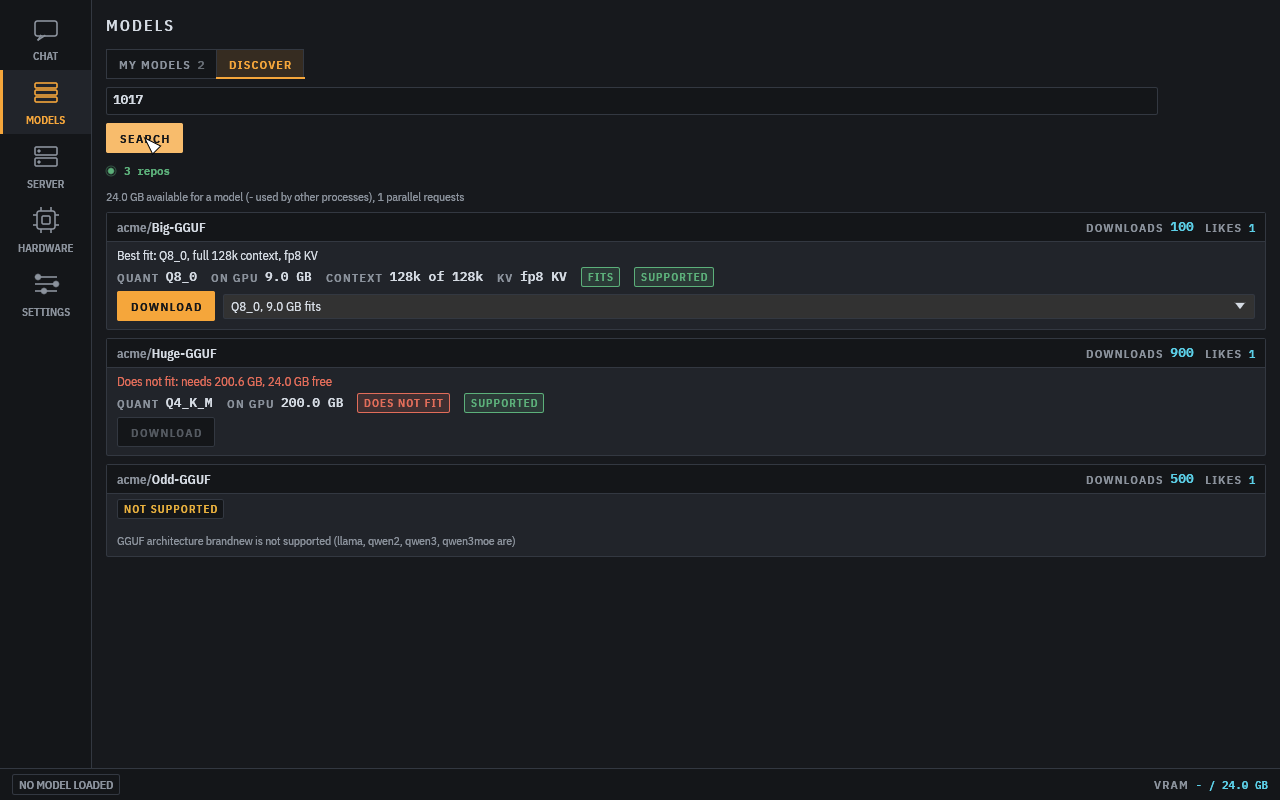 MODELS
CHAT
MODELS
SERVER
HARDWARE
SETTINGS
MY MODELS 2 DISCOVER
1017
SEARCH
3 repos
24.0 GB available for a model (- used by other processes), 1 parallel requests
acme/Big-GGUF DOWNLOADS 100 LIKES 1
Best fit: Q8_0, full 128k context, fp8 KV
QUANT Q8_0 ON GPU 9.0 GB CONTEXT 128k of 128k KV fp8 KV FITS SUPPORTED
DOWNLOAD Q8_0, 9.0 GB fits
acme/Huge-GGUF DOWNLOADS 900 LIKES 1
Does not fit: needs 200.6 GB, 24.0 GB free
QUANT Q4_K_M ON GPU 200.0 GB DOES NOT FIT SUPPORTED
DOWNLOAD
acme/Odd-GGUF DOWNLOADS 500 LIKES 1
NOT SUPPORTED
GGUF architecture brandnew is not supported (llama, qwen2, qwen3, qwen3moe are)
NO MODEL LOADED VRAM - / 24.0 GB